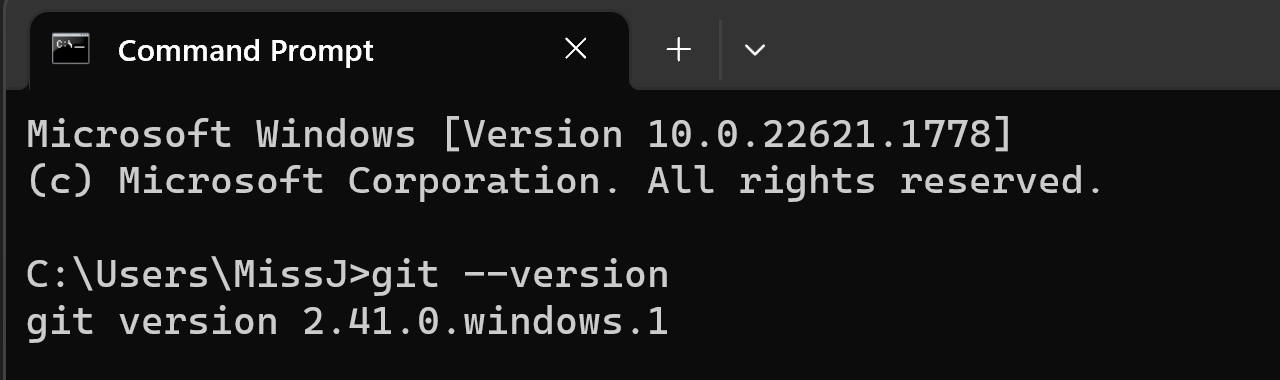 Command Prompt
Microsoft Windows [Version 10.0.22621.1778]
(c) Microsoft Corporation. All rights reserved.
C:\Users\MissJ>git --version
git version 2.41.0.windows.1